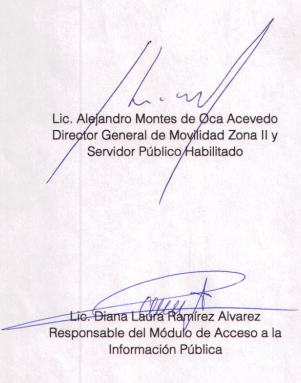 Lic. Alejandro Montes de Oca Acevedo
Director General de Movilidad Zona II y
Servidor Público Habilitado
Lic. Diana Laura Ramírez Alvarez
Responsable del Módulo de Acceso a la
Información Pública